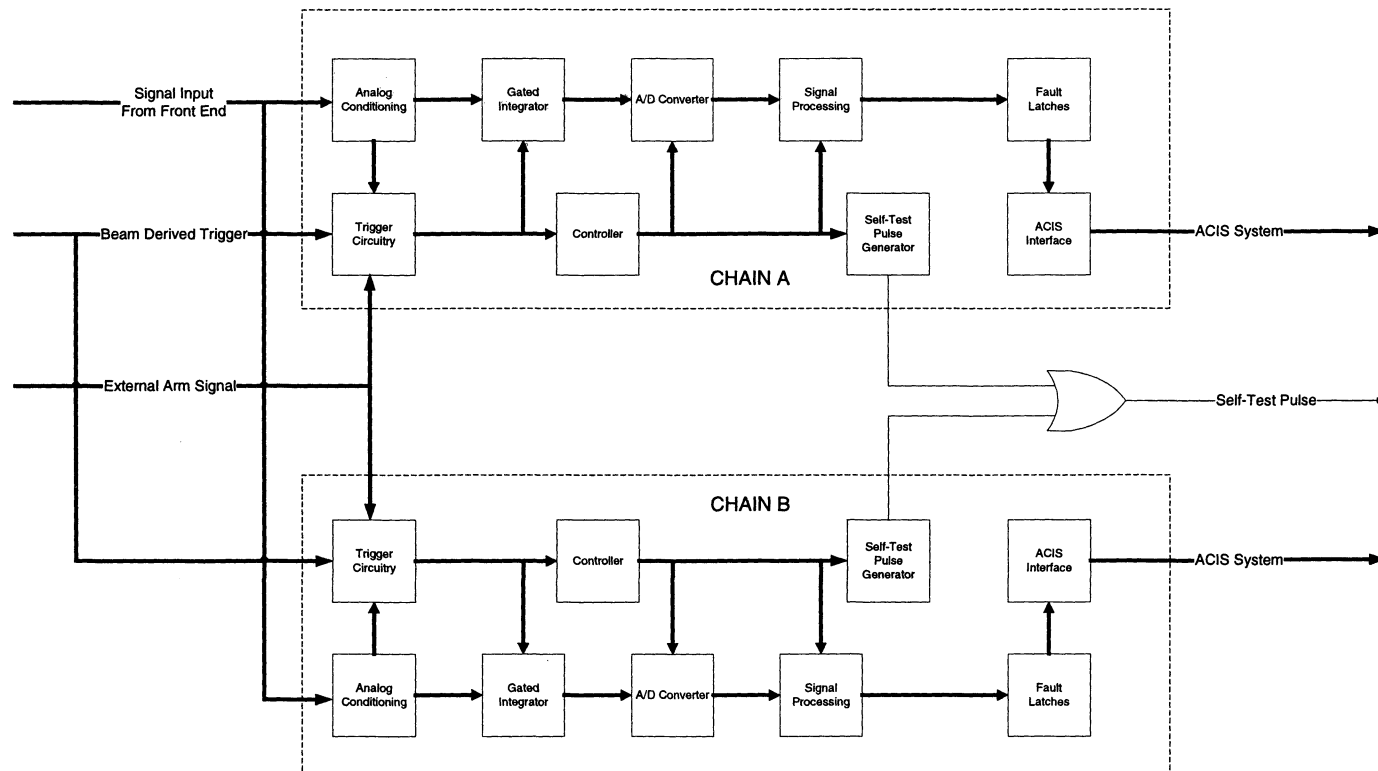 Signal Input
From Front End
Analog
Conditioning
Gated
Integrator
A/D Converter
Signal
Processing
Fault
Latches
Beam Derived Trigger
Trigger
Circuitry
Controller
Self-Test
Pulse
Generator
ACIS
Interface
ACIS System
CHAIN A
External Arm Signal
Self-Test Pulse
CHAIN B
Trigger
Circuitry
Controller
Self-Test
Pulse
Generator
ACIS
Interface
ACIS System
Analog
Conditioning
Gated
Integrator
A/D Converter
Signal
Processing
Fault
Latches